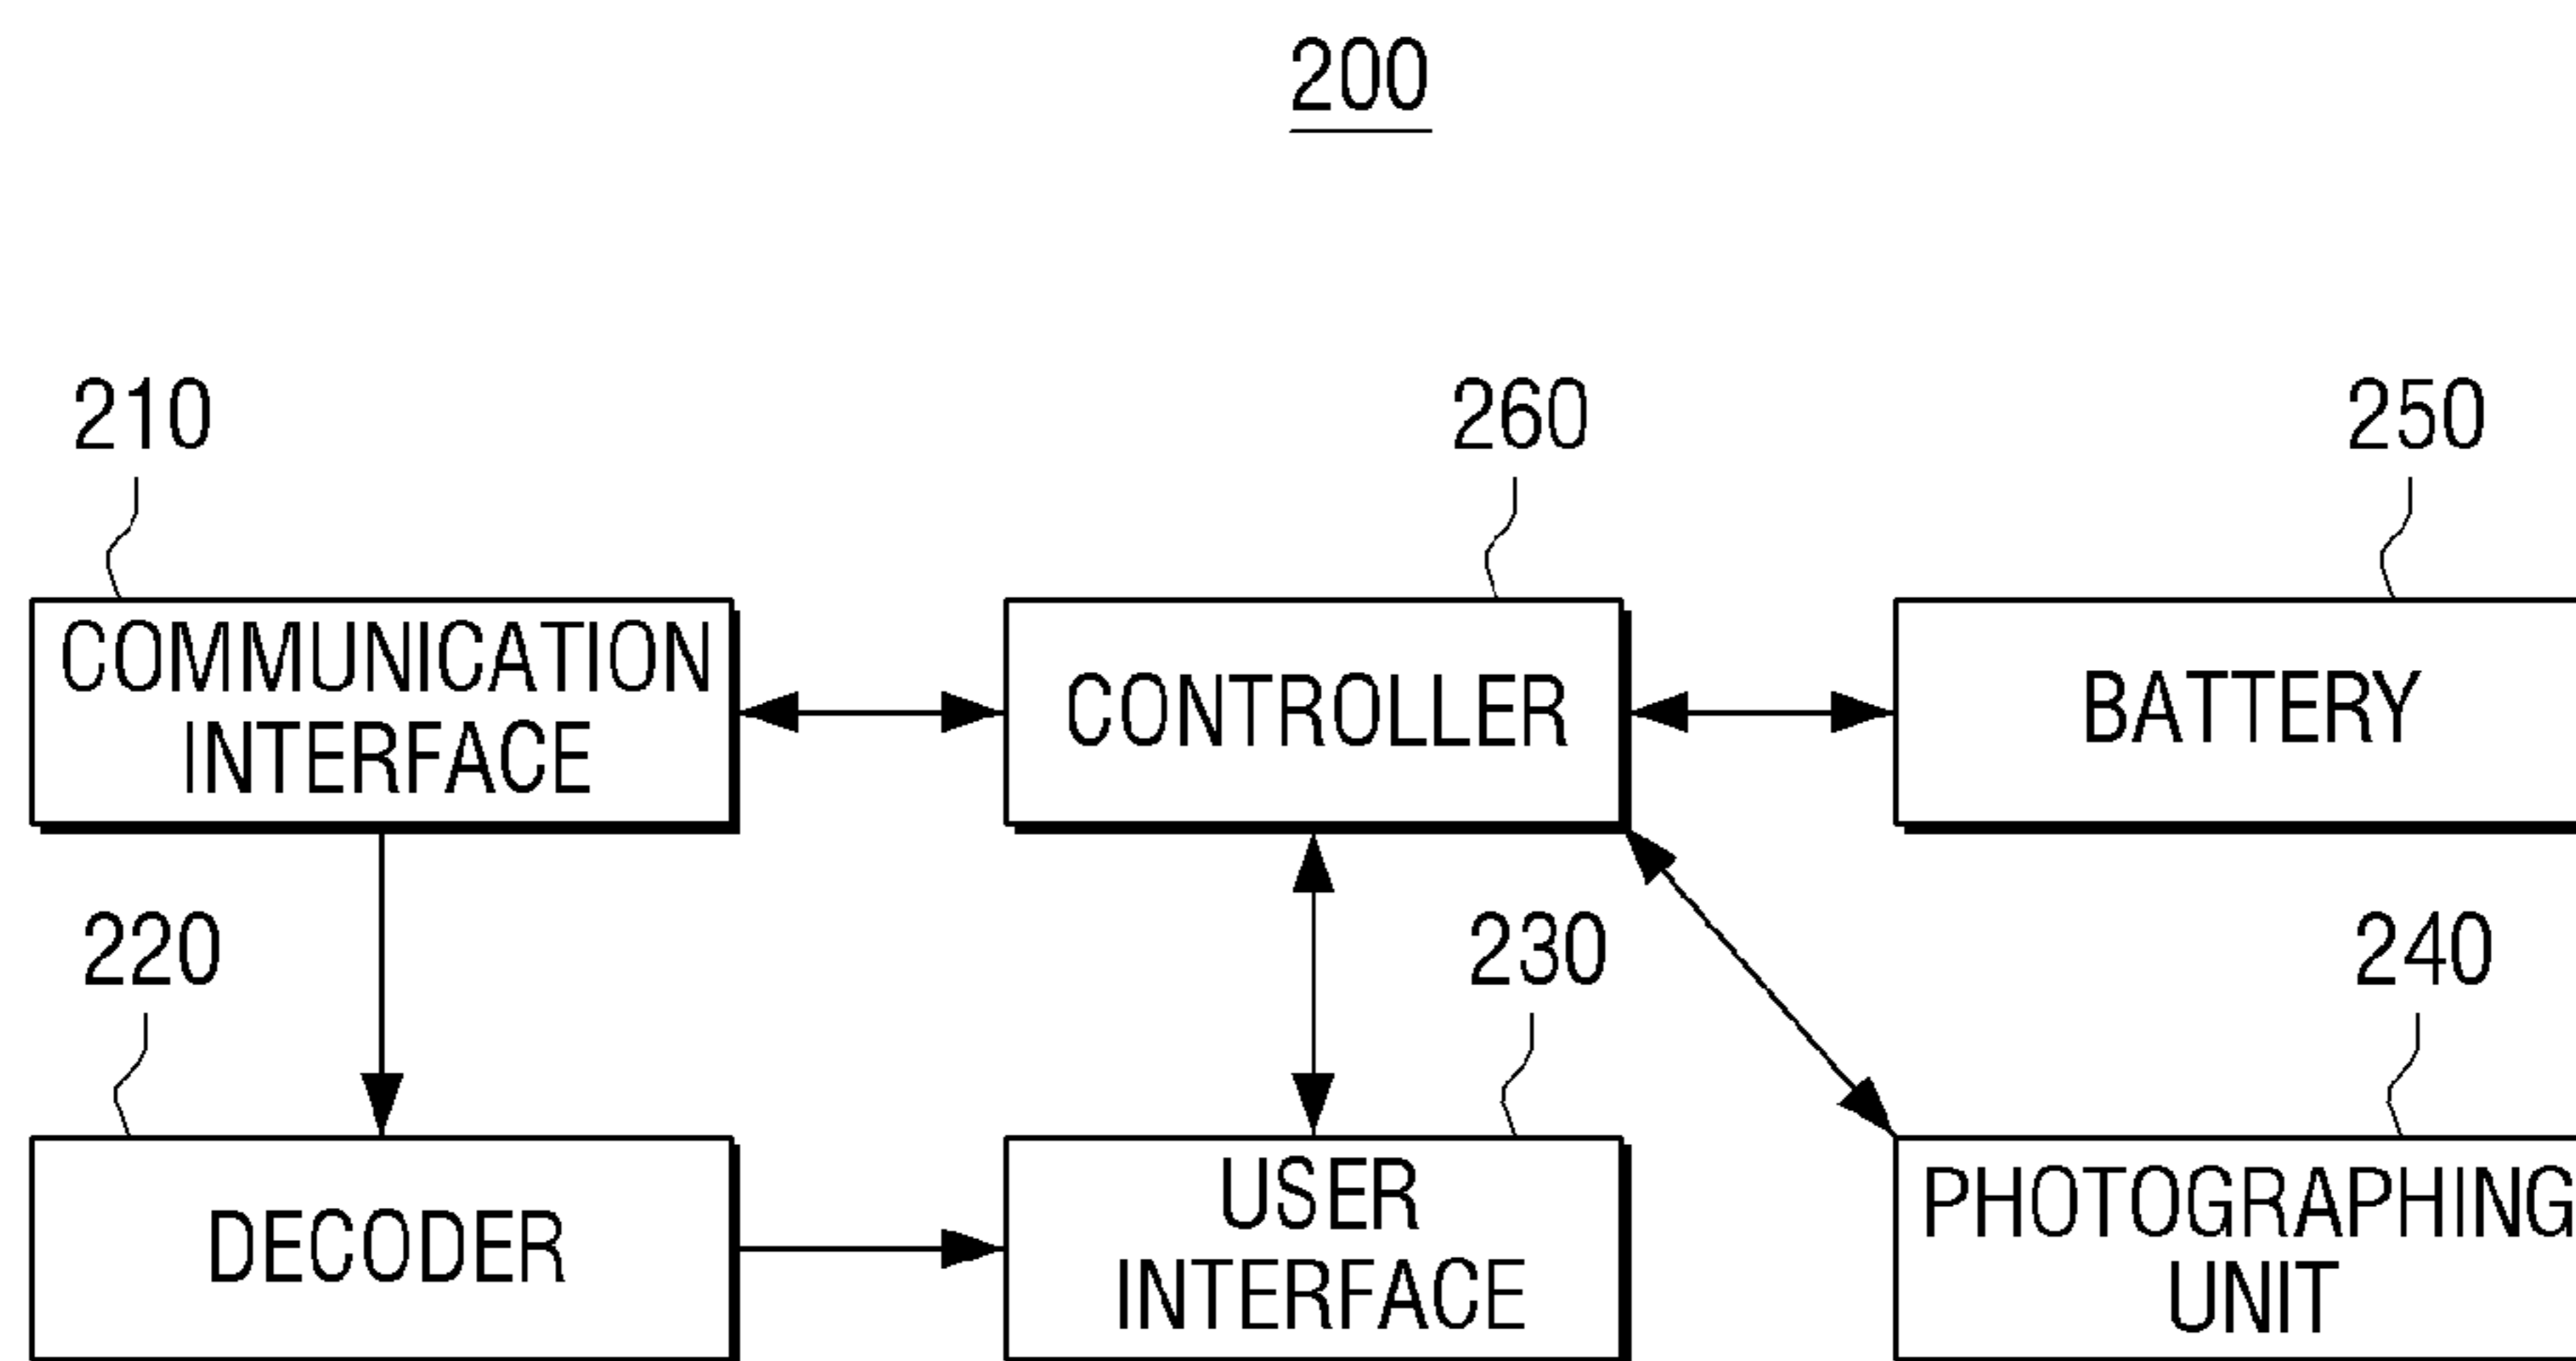 200
210
260
250
COMMUNICATION
INTERFACE
CONTROLLER
BATTERY
220
230
240
DECODER
USER
INTERFACE
PHOTOGRAPHING
UNIT